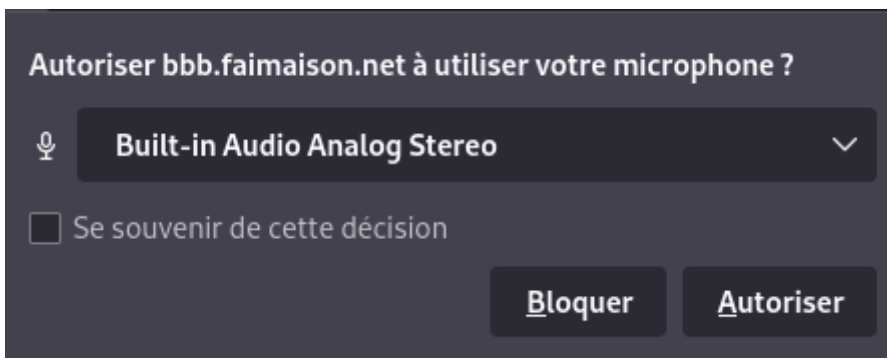 Autoriser bbb.faimaison.net à utiliser votre microphone ?
Built-in Audio Analog Stereo
Se souvenir de cette décision
Bloquer Autoriser